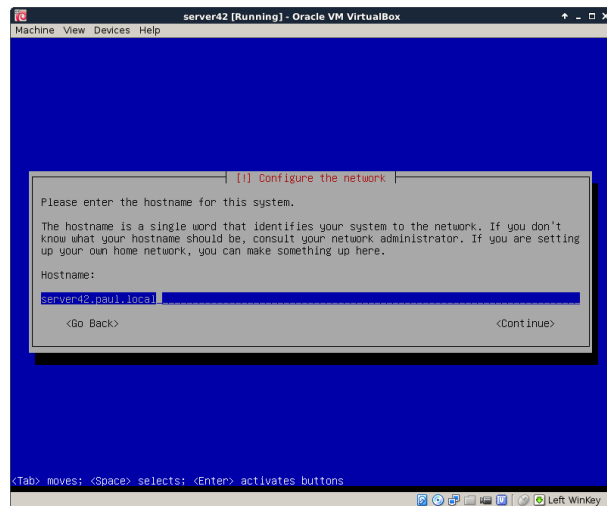 server42 [Running] - Oracle VM VirtualBox
Machine View Devices Help
[!] Configure the network
Please enter the hostname for this system.
The hostname is a single word that identifies your system to the network. If you don't
know what your hostname should be, consult your network administrator. If you are setting
up your own home network, you can make something up here.
Hostname:
server42.paul.local
<Go Back> <Continue>
<Tab> moves; <Space> selects; <Enter> activates buttons
Left WinKey